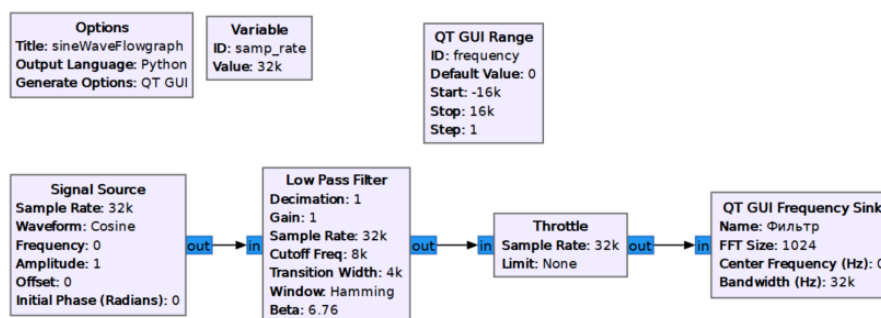 Options
Title: sineWaveFlowgraph
Output Language: Python
Generate Options: QT GUI
Variable
ID: samp_rate
Value: 32k
QT GUI Range
ID: frequency
Default Value: 0
Start: -16k
Stop: 16k
Step: 1
Signal Source
Sample Rate: 32k
Waveform: Cosine
Frequency: 0
Amplitude: 1
Offset: 0
Initial Phase (Radians): 0
out
in
Low Pass Filter
Decimation: 1
Gain: 1
Sample Rate: 32k
Cutoff Freq: 8k
Transition Width: 4k
Window: Hamming
Beta: 6.76
out
in
Throttle
Sample Rate: 32k
Limit: None
out
in
QT GUI Frequency Sink
Name: Фильтр
FFT Size: 1024
Center Frequency (Hz): 0
Bandwidth (Hz): 32k